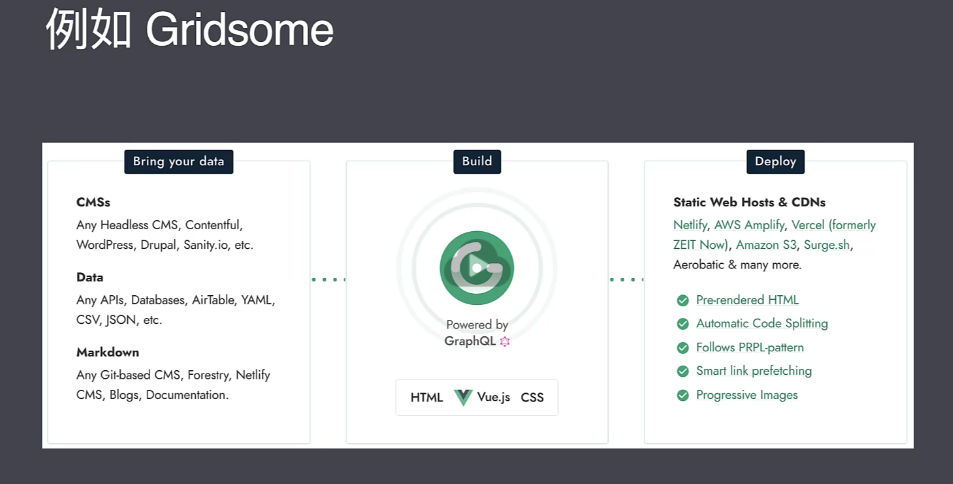 例如 Gridsome
Bring your data
CMSs
Any Headless CMS, Contentful,
WordPress, Drupal, Sanity.io, etc.
Data
Any APIs, Databases, AirTable, YAML,
CSV, JSON, etc.
Markdown
Any Git-based CMS, Forestry, Netlify
CMS, Blogs, Documentation.
Build
Powered by
GraphQL
HTML Vue.js CSS
Deploy
Static Web Hosts & CDNs
Netlify, AWS Amplify, Vercel (formerly
ZEIT Now), Amazon S3, Surge.sh,
Aerobatic & many more.
Pre-rendered HTML
Automatic Code Splitting
Follows PRPL-pattern
Smart link prefetching
Progressive Images